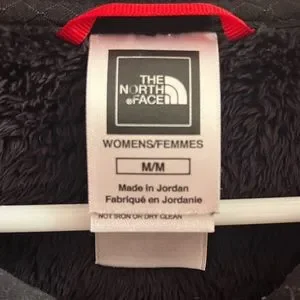 THE
NORTH
FACE
WOMENS/FEMMES
M/M
Made in Jordan
Fabriqué en Jordanie
NOT IRON OR DRY CLEAN